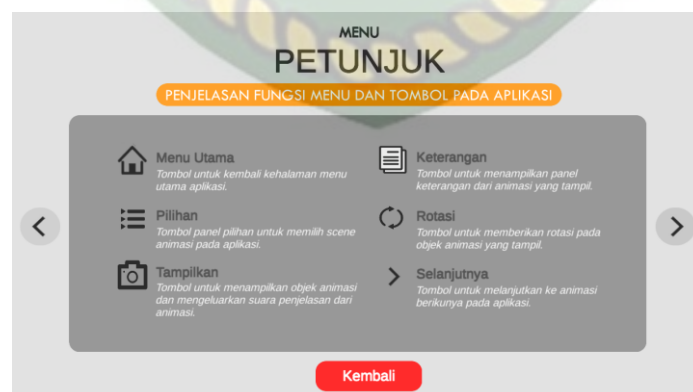 MENU
PETUNJUK
PENJELASAN FUNGSI MENU DAN TOMBOL PADA APLIKASI
Menu Utama
Tombol untuk kembali kehalaman menu
utama aplikasi.
Pilihan
Tombol panel pilihan untuk memilih scene
animasi pada aplikasi.
Tampilkan
Tombol untuk menampilkan objek animasi
dan mengeluarkan suara penjelasan dari
animasi.
Keterangan
Tombol untuk menampilkan panel
keterangan dari animasi yang tampil.
Rotasi
Tombol untuk memberikan rotasi pada
objek animasi yang tampil.
Selanjutnya
Tombol untuk melanjutkan ke animasi
berikunya pada aplikasi.
Kembali